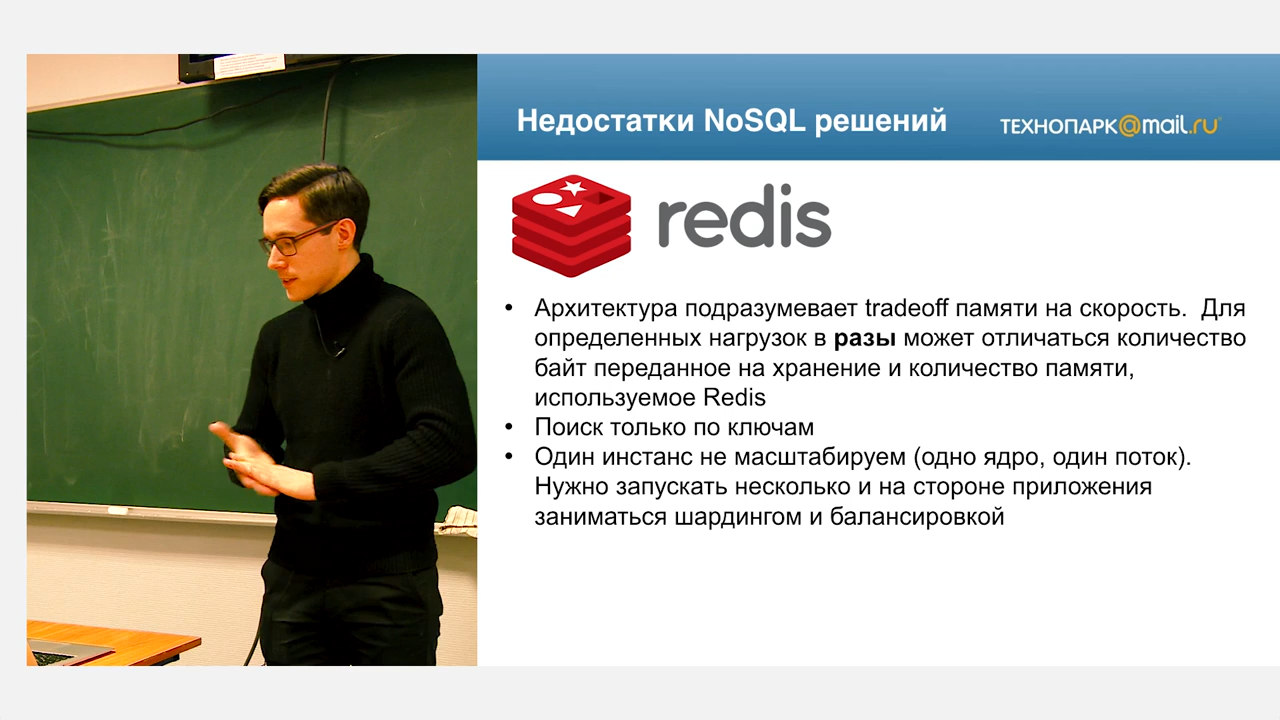 Недостатки NoSQL решений
ТЕХНОПАРК@mail.ru
redis
• Архитектура подразумевает tradeoff памяти на скорость. Для
определенных нагрузок в разы может отличаться количество
байт переданное на хранение и количество памяти,
используемое Redis
• Поиск только по ключам
• Один инстанс не масштабируем (одно ядро, один поток).
Нужно запускать несколько и на стороне приложения
заниматься шардингом и балансировкой